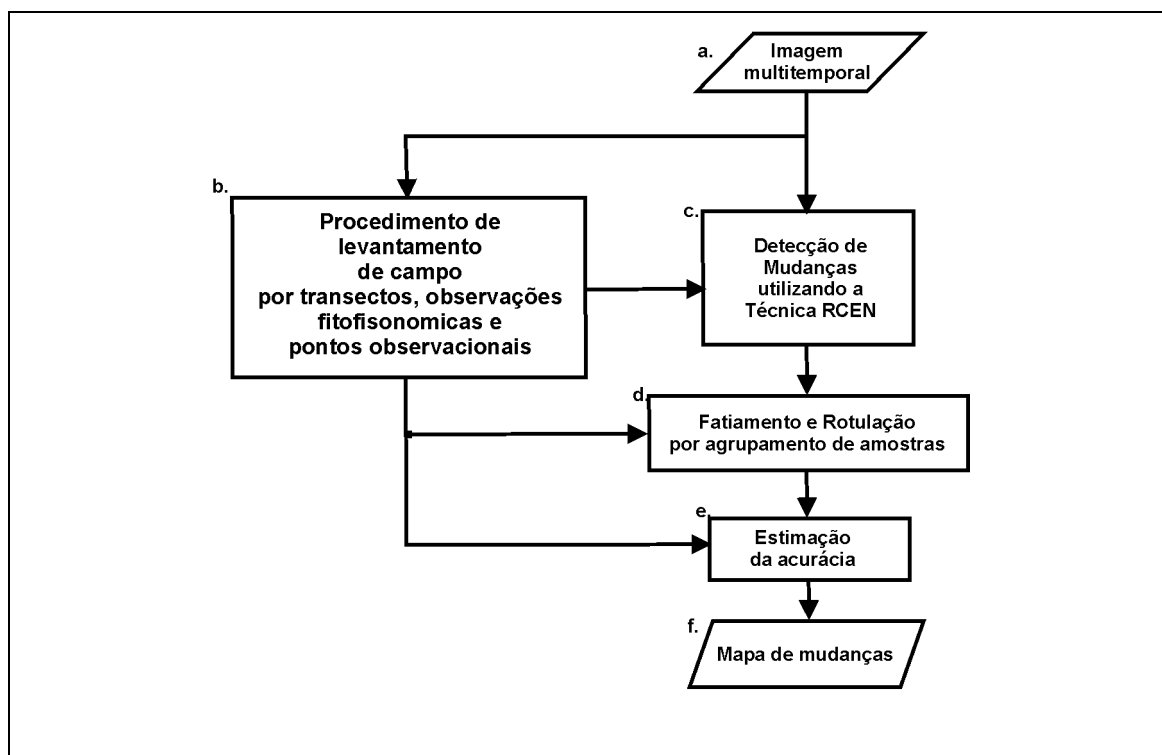 a.
Imagem
multitemporal
b.
Procedimento de
levantamento
de campo
por transectos, observações
fitofisonomicas e
pontos observacionais
c.
Detecção de
Mudanças
utilizando a
Técnica RCEN
d.
Fatiamento e Rotulação
por agrupamento de amostras
e.
Estimação
da acurácia
f.
Mapa de mudanças